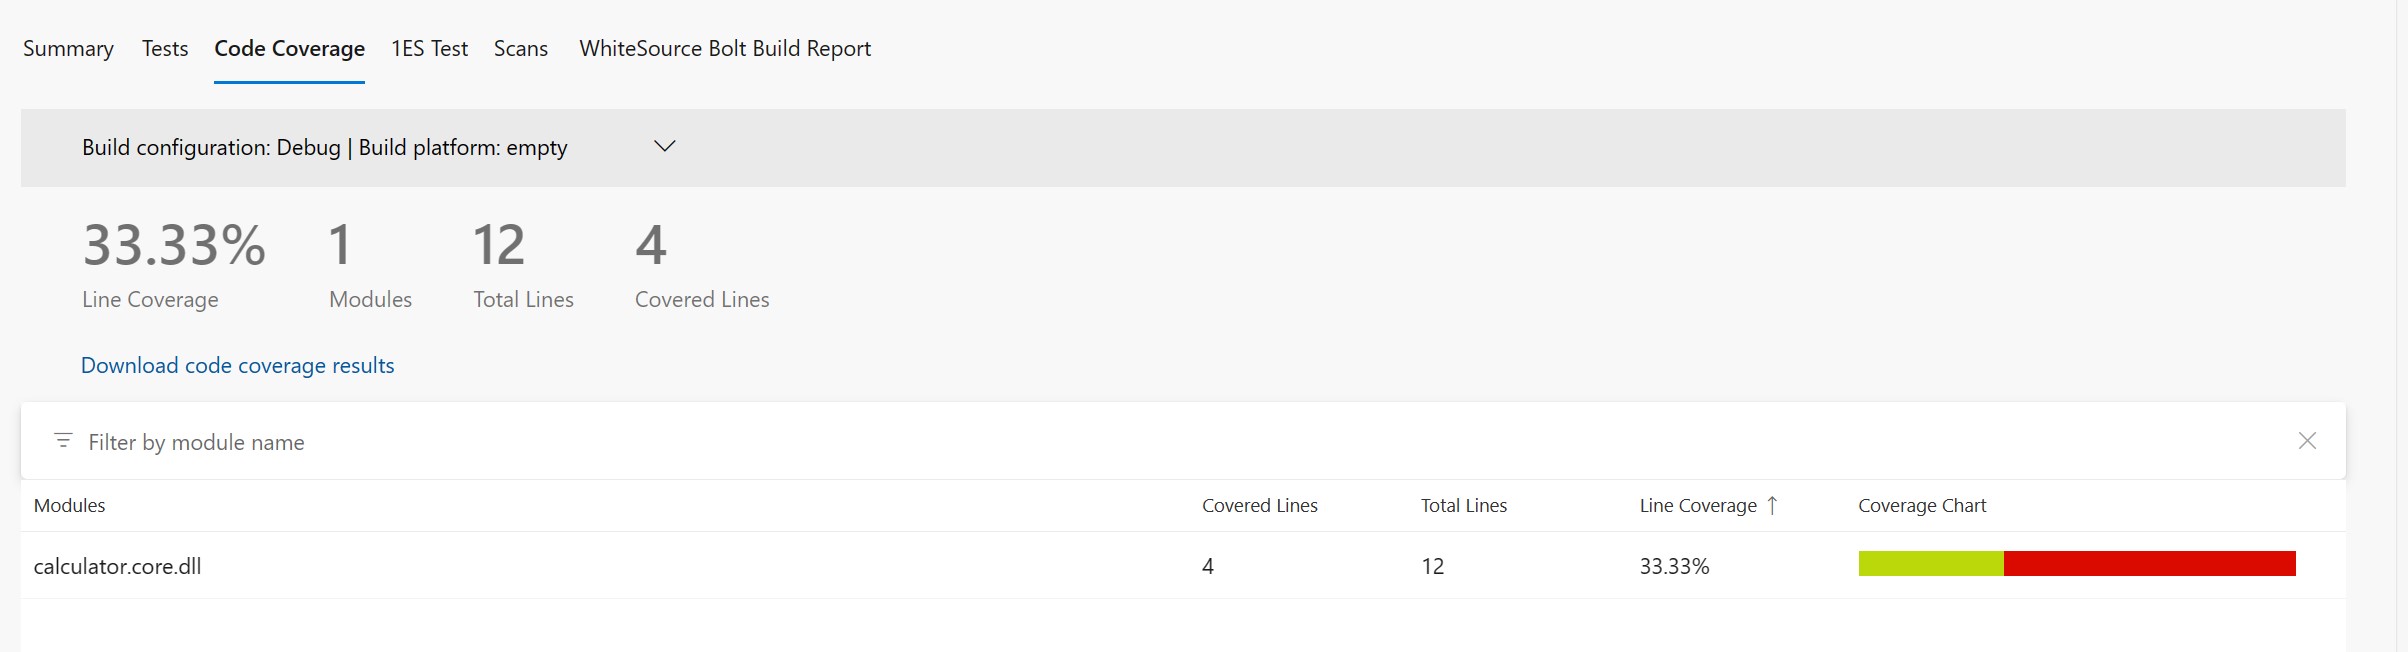 Summary Tests Code Coverage 1ES Test Scans WhiteSource Bolt Build Report
Build configuration: Debug | Build platform: empty
33.33% 1 12 4
Line Coverage Modules Total Lines Covered Lines
Download code coverage results
Filter by module name
Modules Covered Lines Total Lines Line Coverage ↑ Coverage Chart
calculator.core.dll 4 12 33.33%